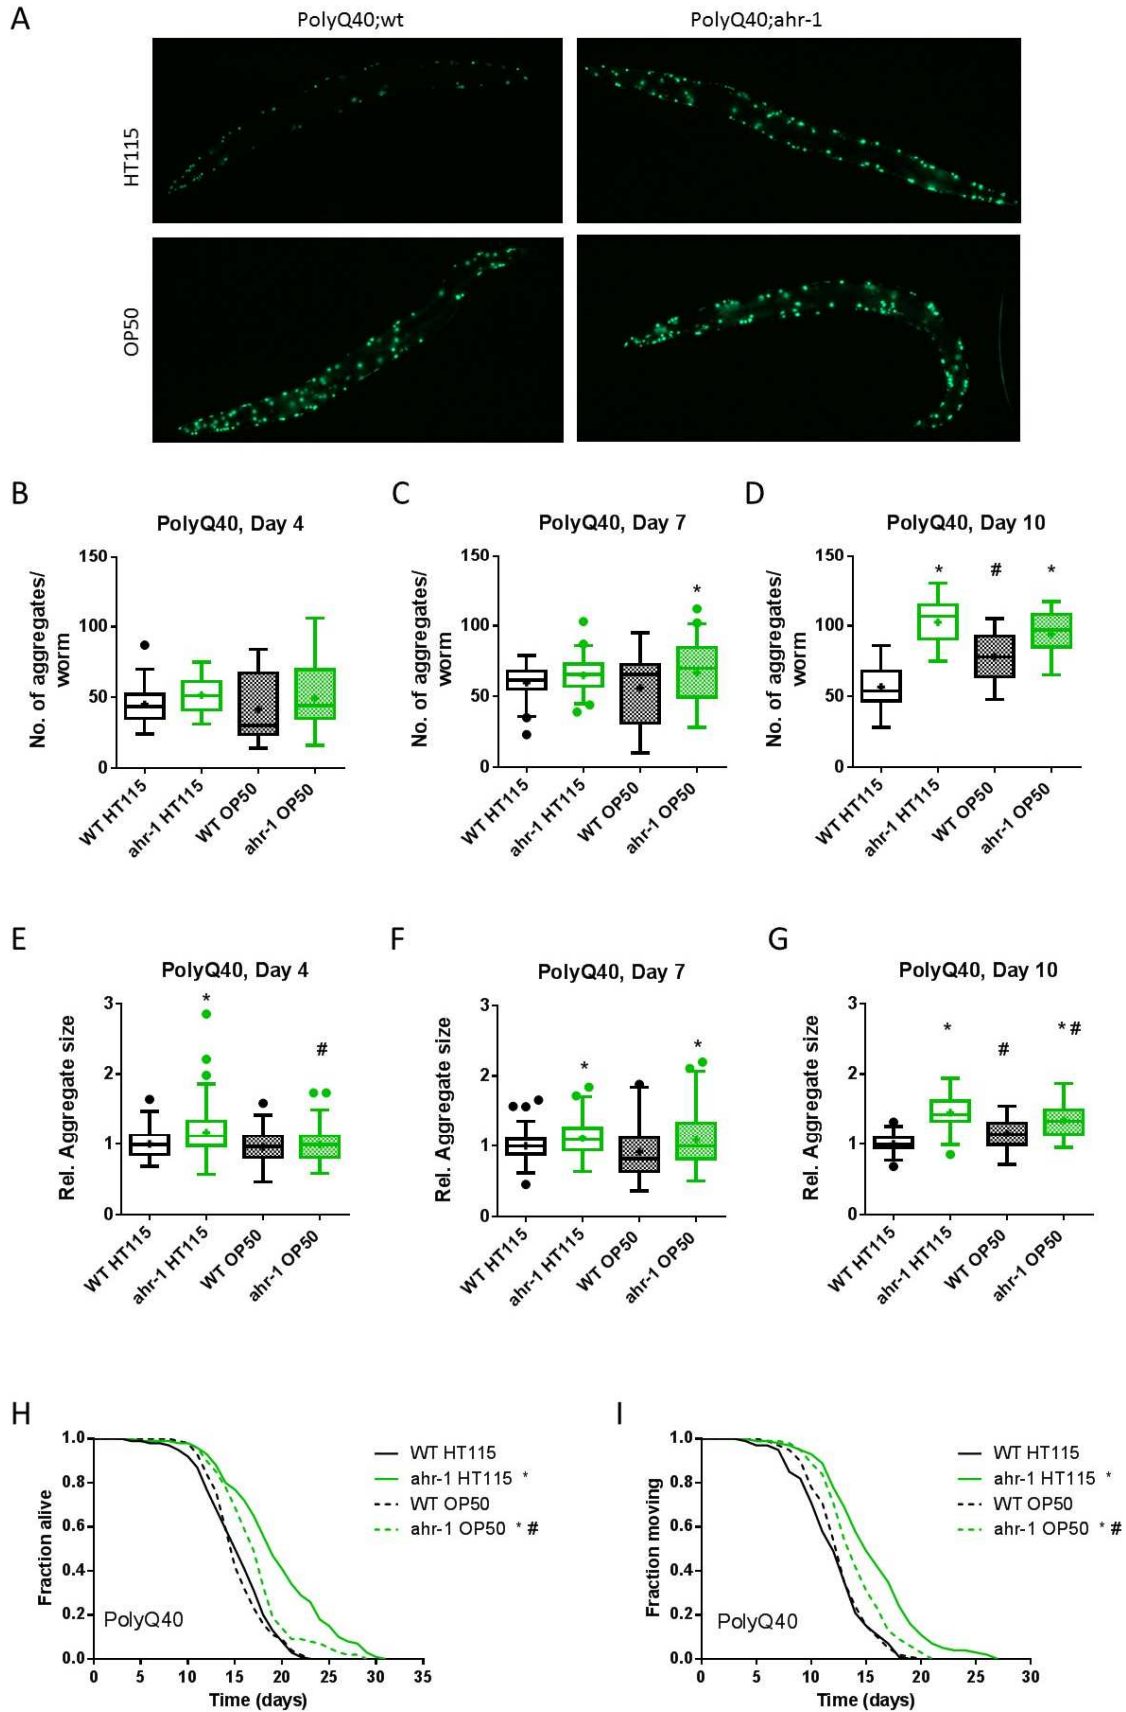 A
PolyQ40;wt
PolyQ40;ahr-1
HT115
OP50
B
PolyQ40, Day 4
No. of aggregates/
worm
150
100
50
0
WT HT115
ahr-1 HT115
WT OP50
ahr-1 OP50
C
PolyQ40, Day 7
No. of aggregates/
worm
150
100
50
0
*
WT HT115
ahr-1 HT115
WT OP50
ahr-1 OP50
D
PolyQ40, Day 10
No. of aggregates/
worm
150
100
50
0
* # *
WT HT115
ahr-1 HT115
WT OP50
ahr-1 OP50
E
PolyQ40, Day 4
Rel. Aggregate size
3
2
1
0
* #
WT HT115
ahr-1 HT115
WT OP50
ahr-1 OP50
F
PolyQ40, Day 7
Rel. Aggregate size
3
2
1
0
* *
WT HT115
ahr-1 HT115
WT OP50
ahr-1 OP50
G
PolyQ40, Day 10
Rel. Aggregate size
3
2
1
0
* # * #
WT HT115
ahr-1 HT115
WT OP50
ahr-1 OP50
H
Fraction alive
1.0
0.8
0.6
0.4
0.2
0.0
PolyQ40
0 5 10 15 20 25 30 35
Time (days)
WT HT115
ahr-1 HT115 *
WT OP50
ahr-1 OP50 * #
I
Fraction moving
1.0
0.8
0.6
0.4
0.2
0.0
PolyQ40
0 5 10 15 20 25 30
Time (days)
WT HT115
ahr-1 HT115 *
WT OP50
ahr-1 OP50 * #